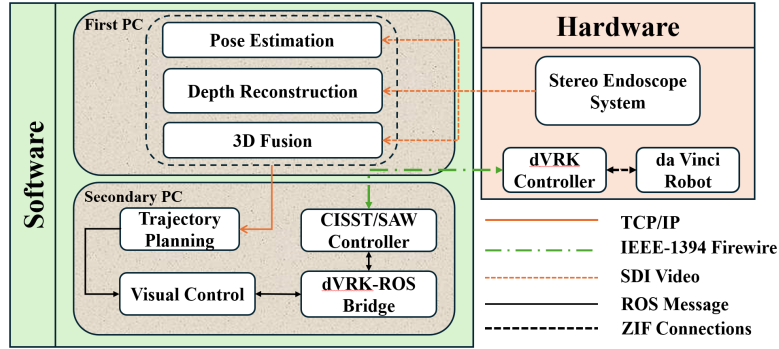 Software
First PC
Pose Estimation
Depth Reconstruction
3D Fusion
Secondary PC
Trajectory
Planning
CISST/SAW
Controller
Visual Control
dVRK-ROS
Bridge
Hardware
Stereo Endoscope
System
dVRK
Controller
da Vinci
Robot
TCP/IP
IEEE-1394 Firewire
SDI Video
ROS Message
ZIF Connections